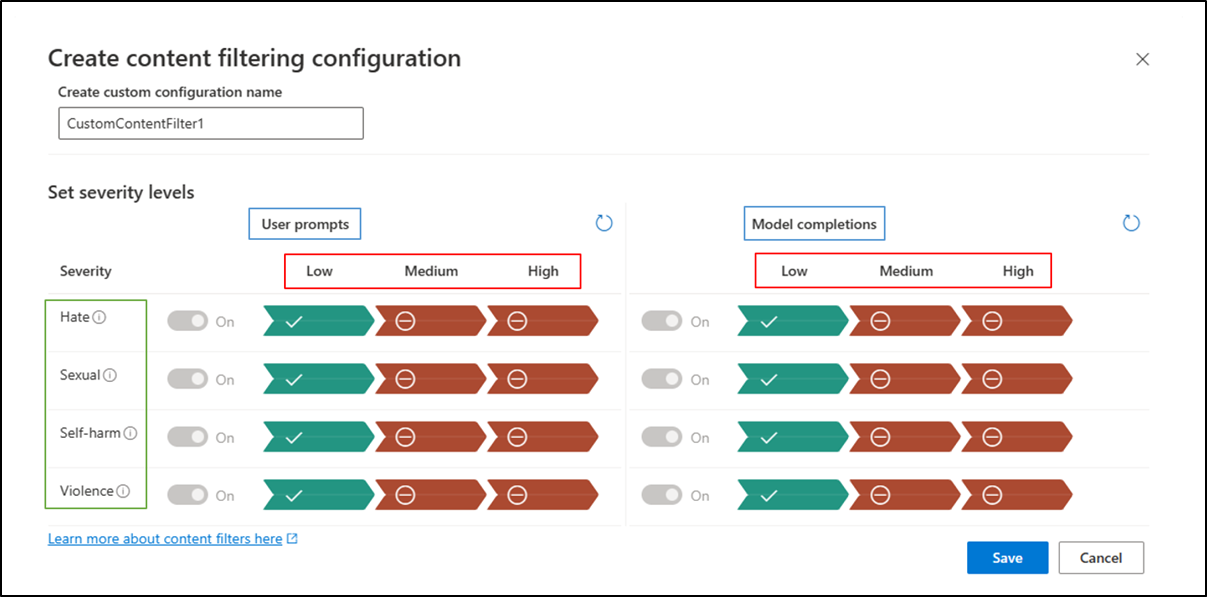 Create content filtering configuration
Create custom configuration name
CustomContentFilter1
Set severity levels
User prompts
Model completions
Severity Low Medium High Low Medium High
Hate On On
Sexual On On
Self-harm On On
Violence On On
Learn more about content filters here
Save Cancel